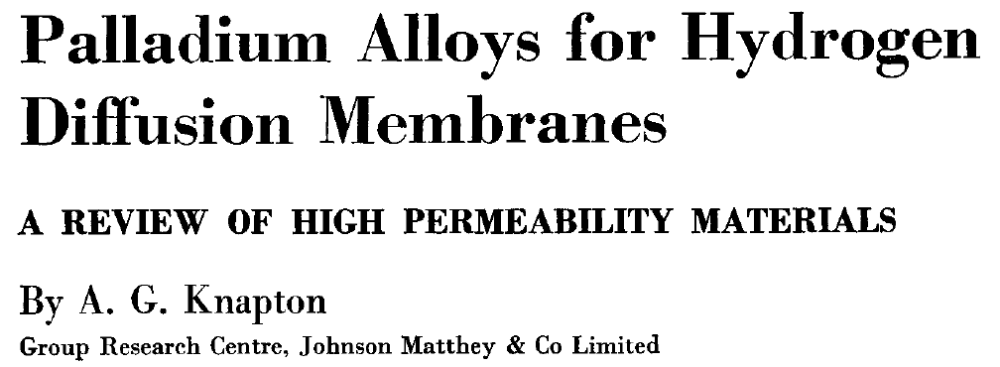 Palladium Alloys for Hydrogen
Diffusion Membranes
A REVIEW OF HIGH PERMEABILITY MATERIALS
By A. G. Knapton
Group Research Centre, Johnson Matthey & Co Limited